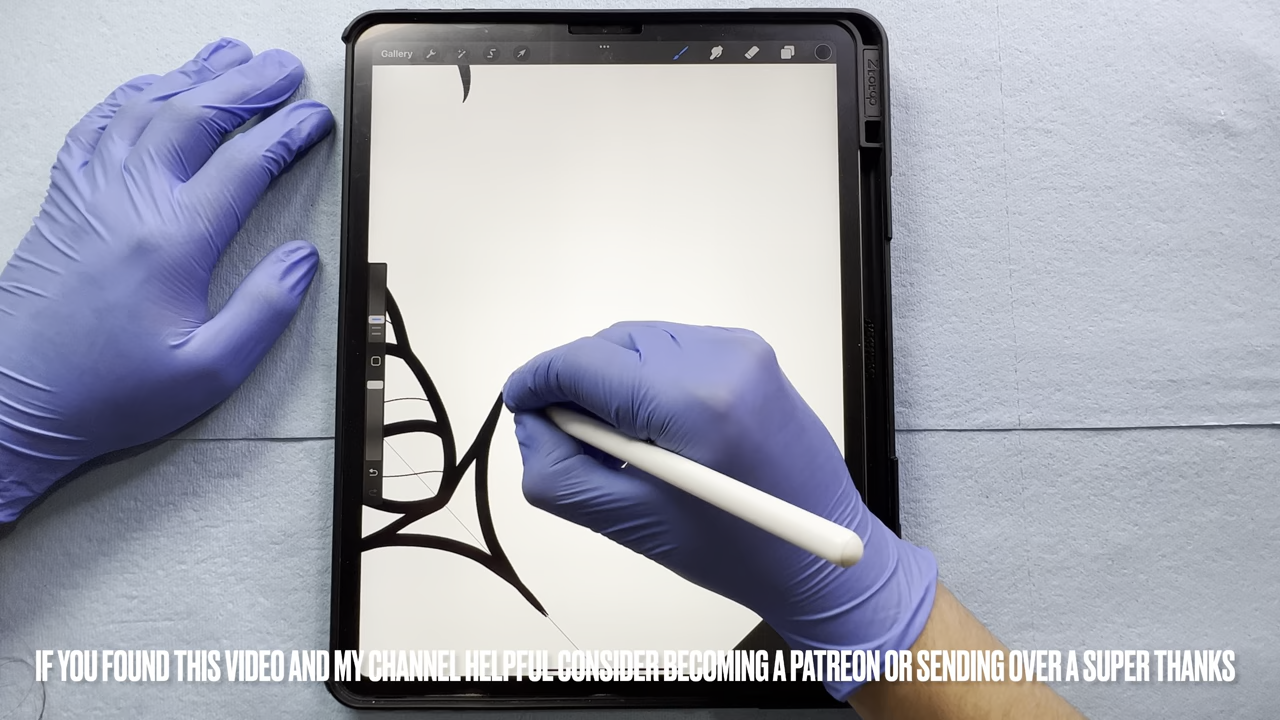 Gallery
IF YOU FOUND THIS VIDEO AND MY CHANNEL HELPFUL CONSIDER BECOMING A PATREON OR SENDING OVER A SUPER THANKS